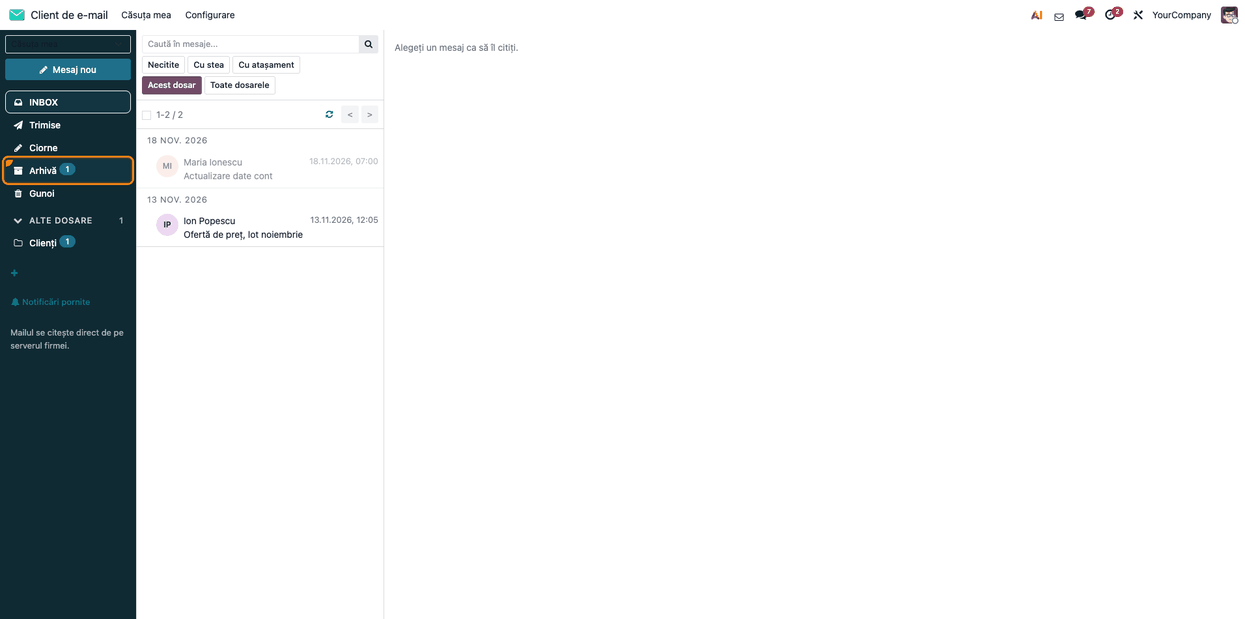 Client de e-mail
Căsuța mea
Configurare
AI
7
2
YourCompany
Mesaj nou
INBOX
Trimise
Ciorne
Arhivă 1
Gunoi
ALTE DOSARE 1
Clienți 1
+
Notificări pornite
Mailul se citește direct de pe
serverul firmei.
Caută în mesaje...
Necitite
Cu stea
Cu atașament
Acest dosar
Toate dosarele
1-2 / 2
< >
18 NOV. 2026
MI
Maria Ionescu 18.11.2026, 07:00
Actualizare date cont
13 NOV. 2026
IP
Ion Popescu 13.11.2026, 12:05
Ofertă de preț, lot noiembrie
Alegeți un mesaj ca să îl citiți.